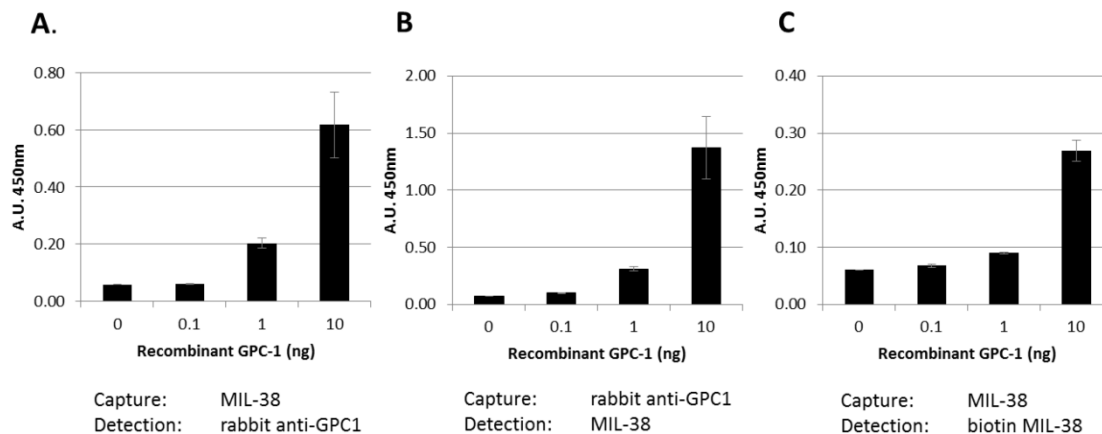 A.
0.80
0.60
0.40
0.20
0.00
A.U. 450nm
0 0.1 1 10
Recombinant GPC-1 (ng)
Capture: MIL-38
Detection: rabbit anti-GPC1
B
2.00
1.50
1.00
0.50
0.00
A.U. 450nm
0 0.1 1 10
Recombinant GPC-1 (ng)
Capture: rabbit anti-GPC1
Detection: MIL-38
C
0.40
0.30
0.20
0.10
0.00
A.U. 450nm
0 0.1 1 10
Recombinant GPC-1 (ng)
Capture: MIL-38
Detection: biotin MIL-38